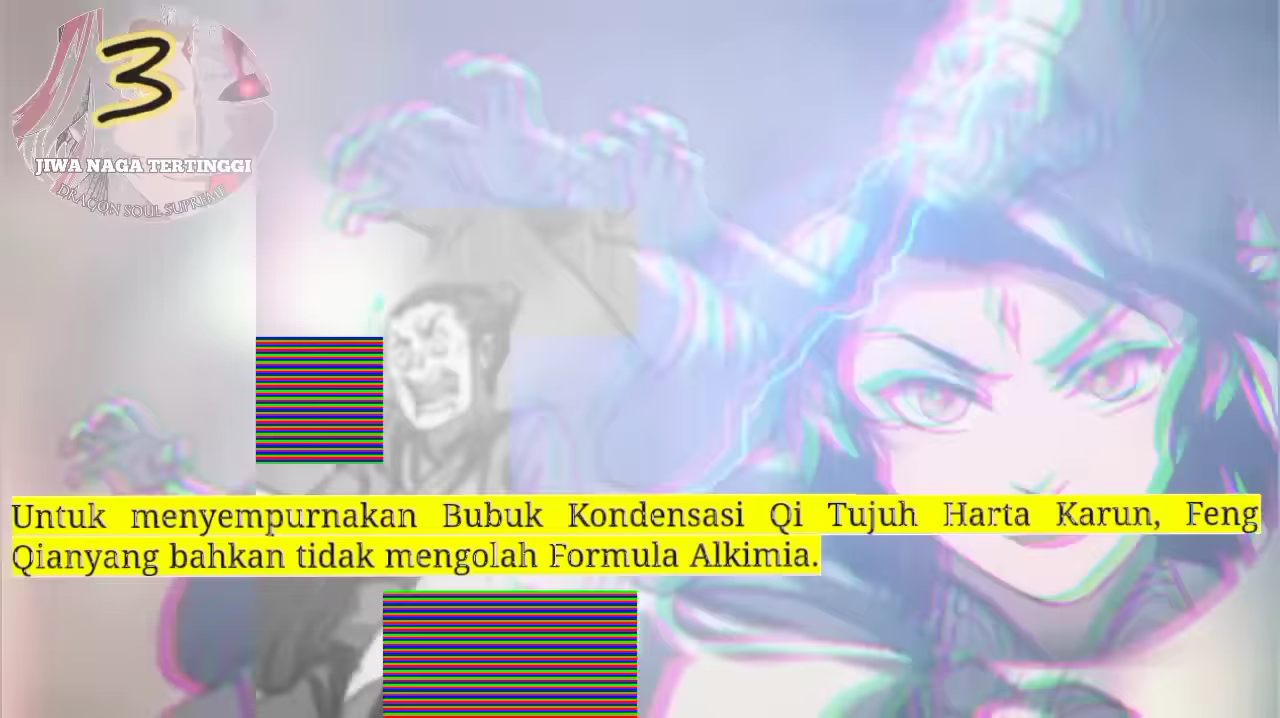 3
JIWA NAGA TERTINGGI
DRAGON SOUL SUPREME
Untuk menyempurnakan Bubuk Kondensasi Qi Tujuh Harta Karun, Feng
Qianyang bahkan tidak mengolah Formula Alkimia.